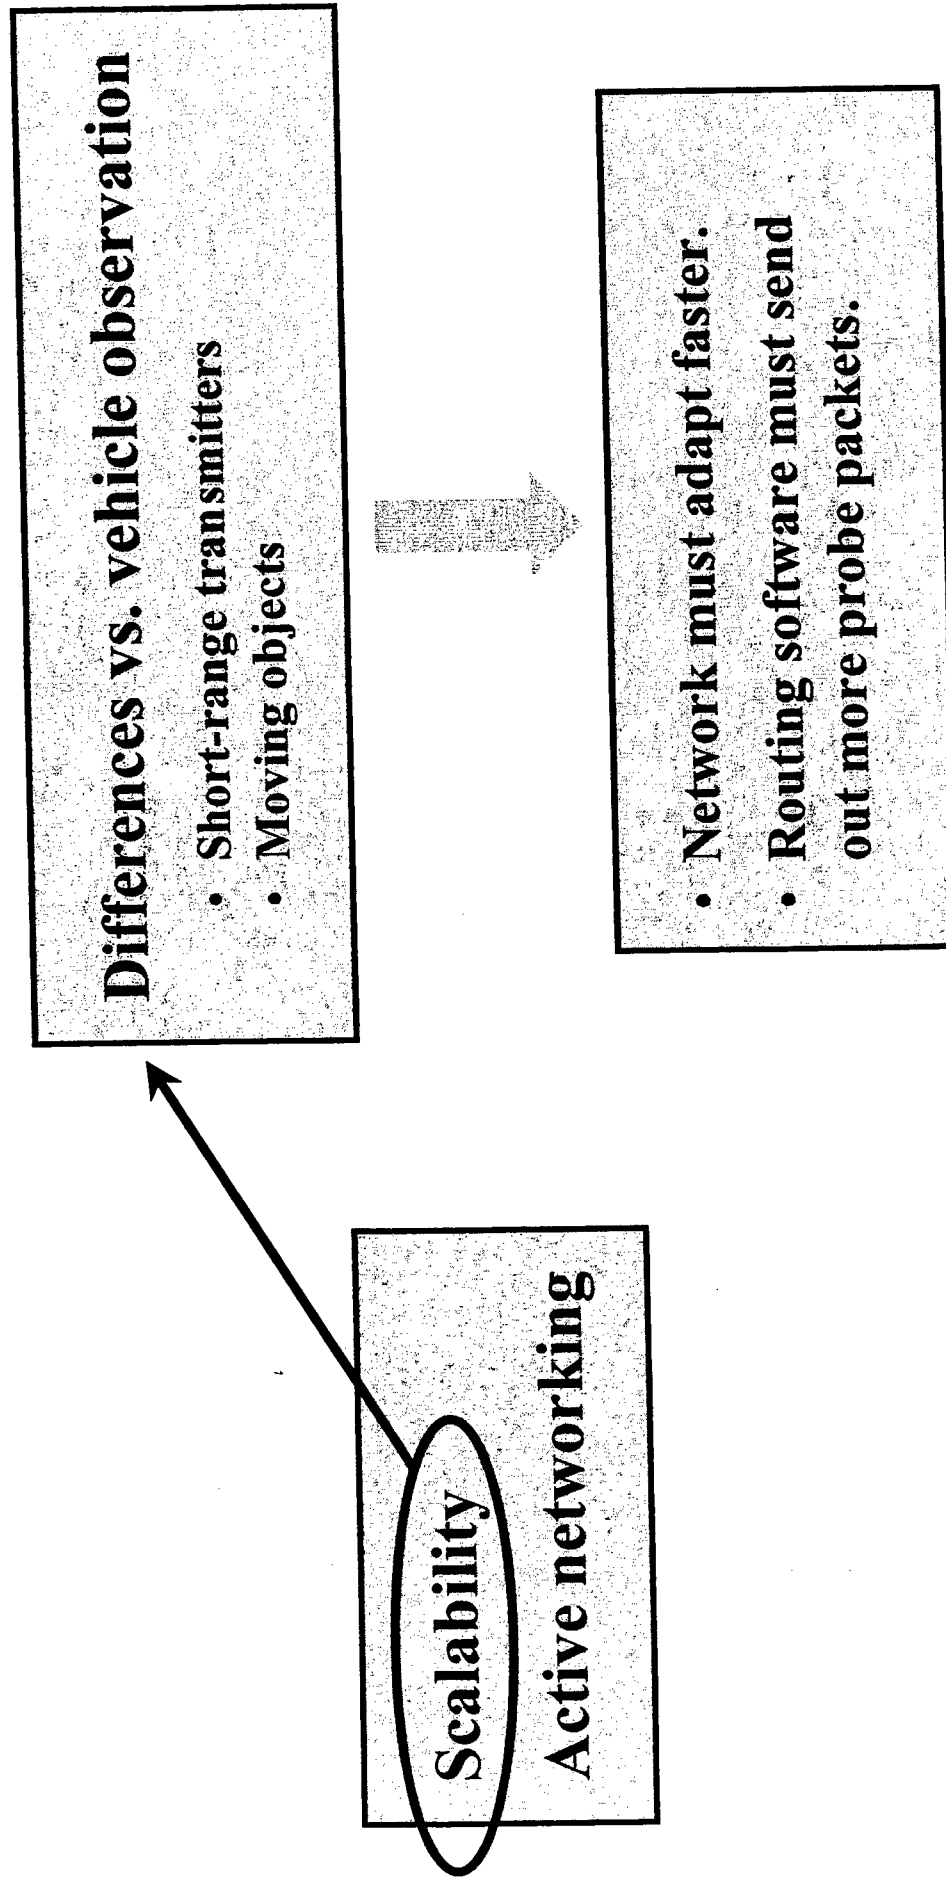 Scalability
Active networking
Differences vs. vehicle observation
• Short-range transmitters
• Moving objects
• Network must adapt faster.
• Routing software must send
out more probe packets.